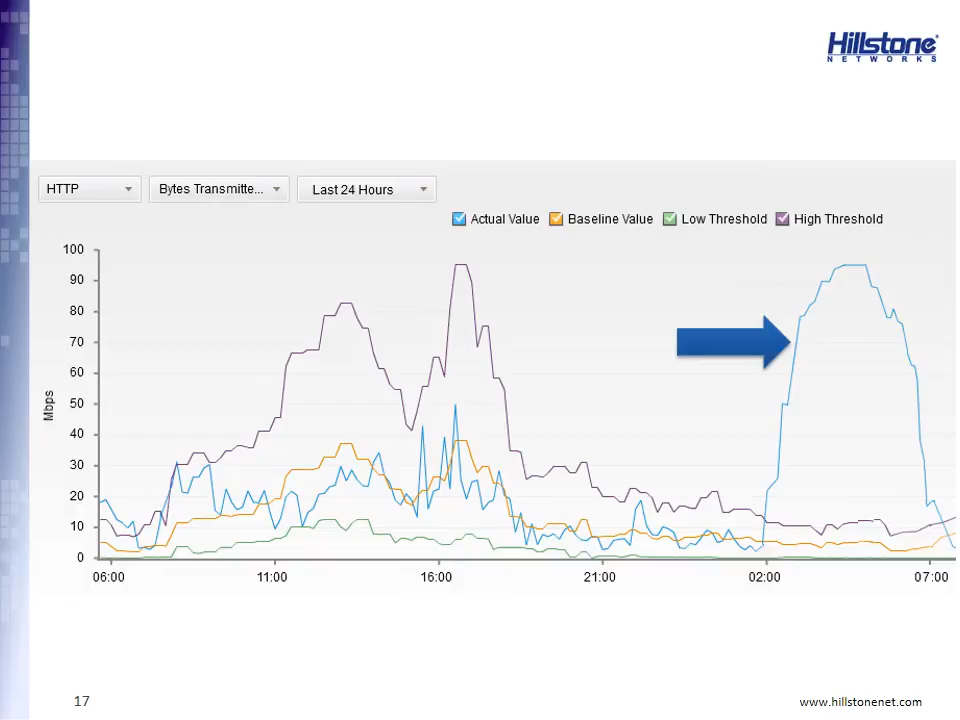 Hillstone
NETWORKS
HTTP
Bytes Transmitte...
Last 24 Hours
Actual Value
Baseline Value
Low Threshold
High Threshold
100
90
80
70
60
50
40
30
20
10
0
Mbps
06:00
11:00
16:00
21:00
02:00
07:00
17
www.hillstonenet.com